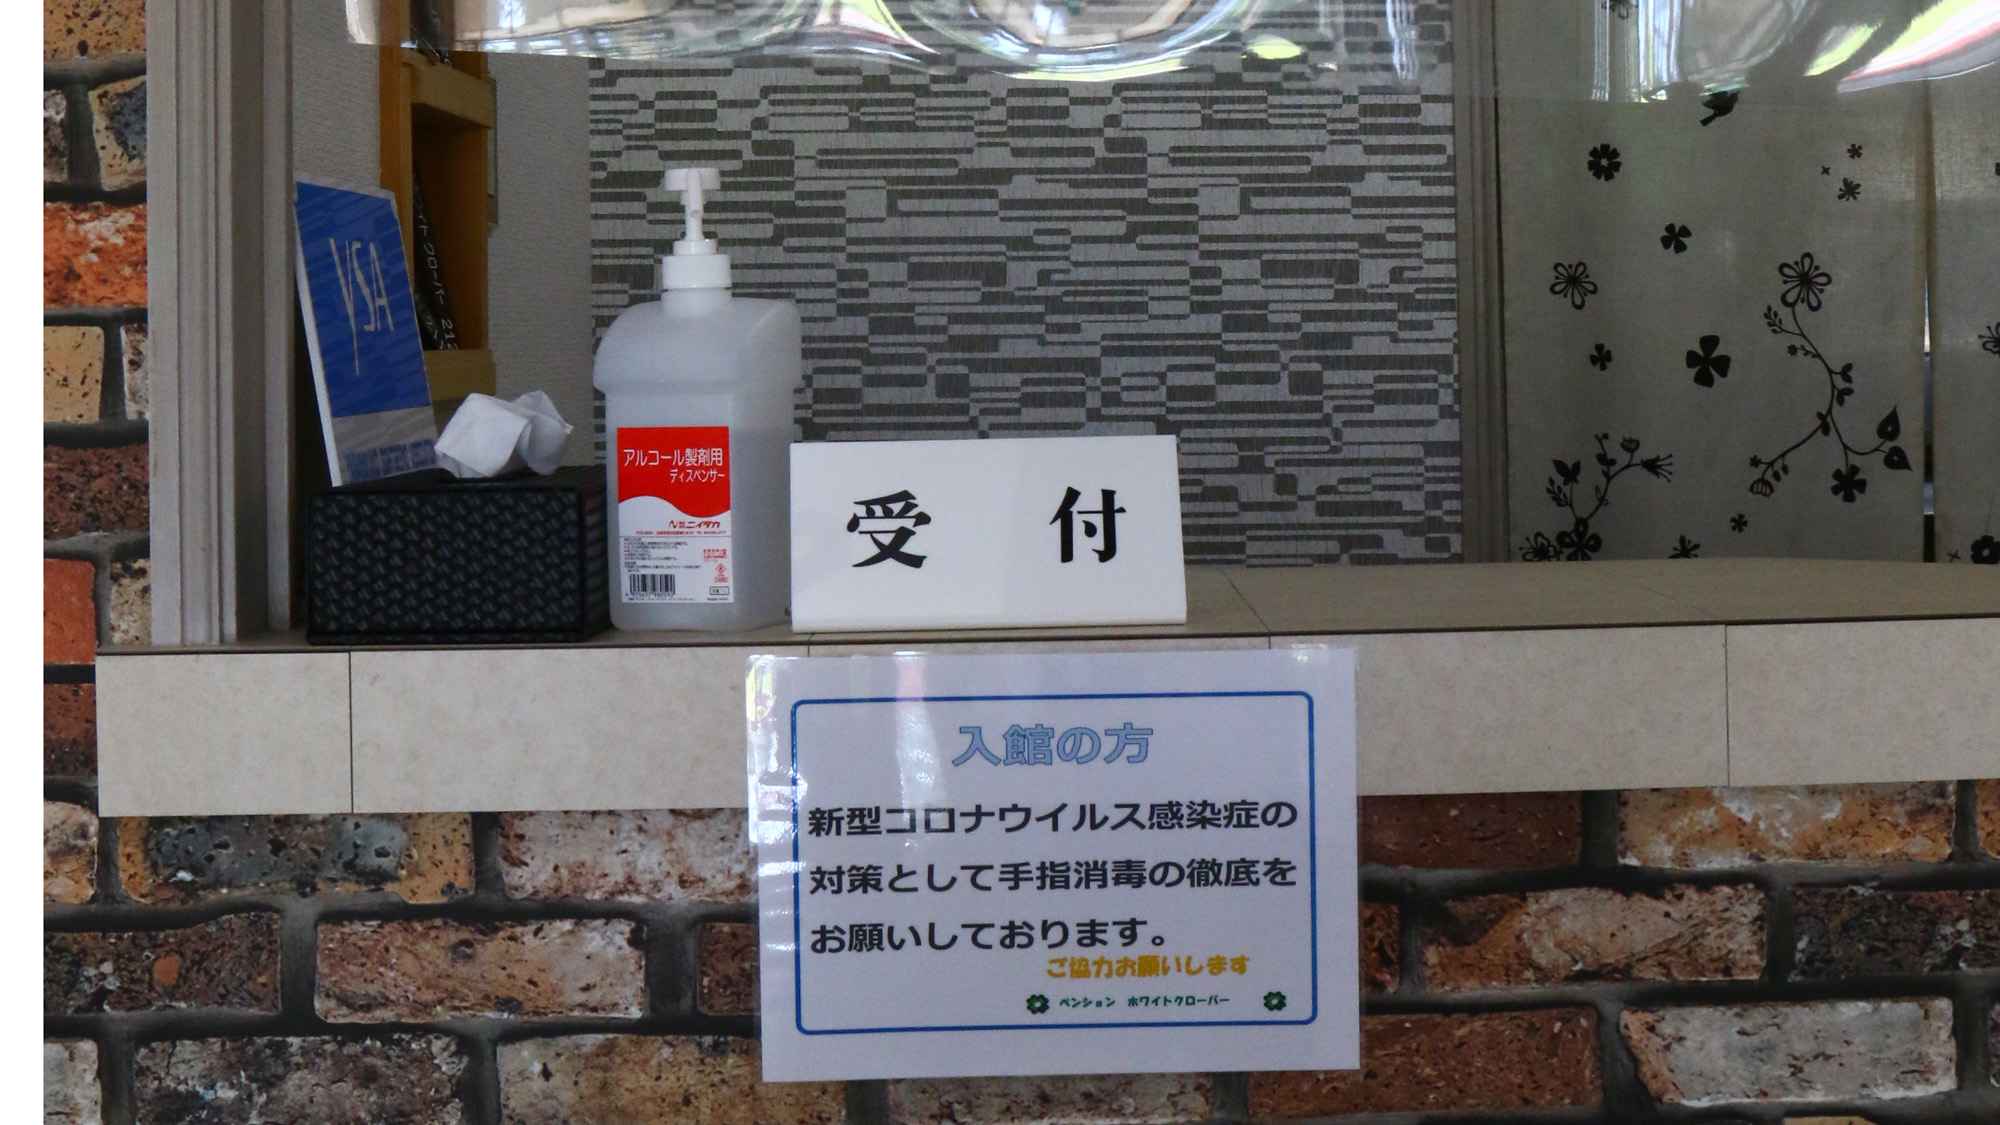 VSA
アルコール製剤用
ディスペンサー
ニイタカ
受 付
入館の方
新型コロナウイルス感染症の
対策として手指消毒の徹底を
お願いしております。
ご協力お願いします
ペンション ホワイトクローバー